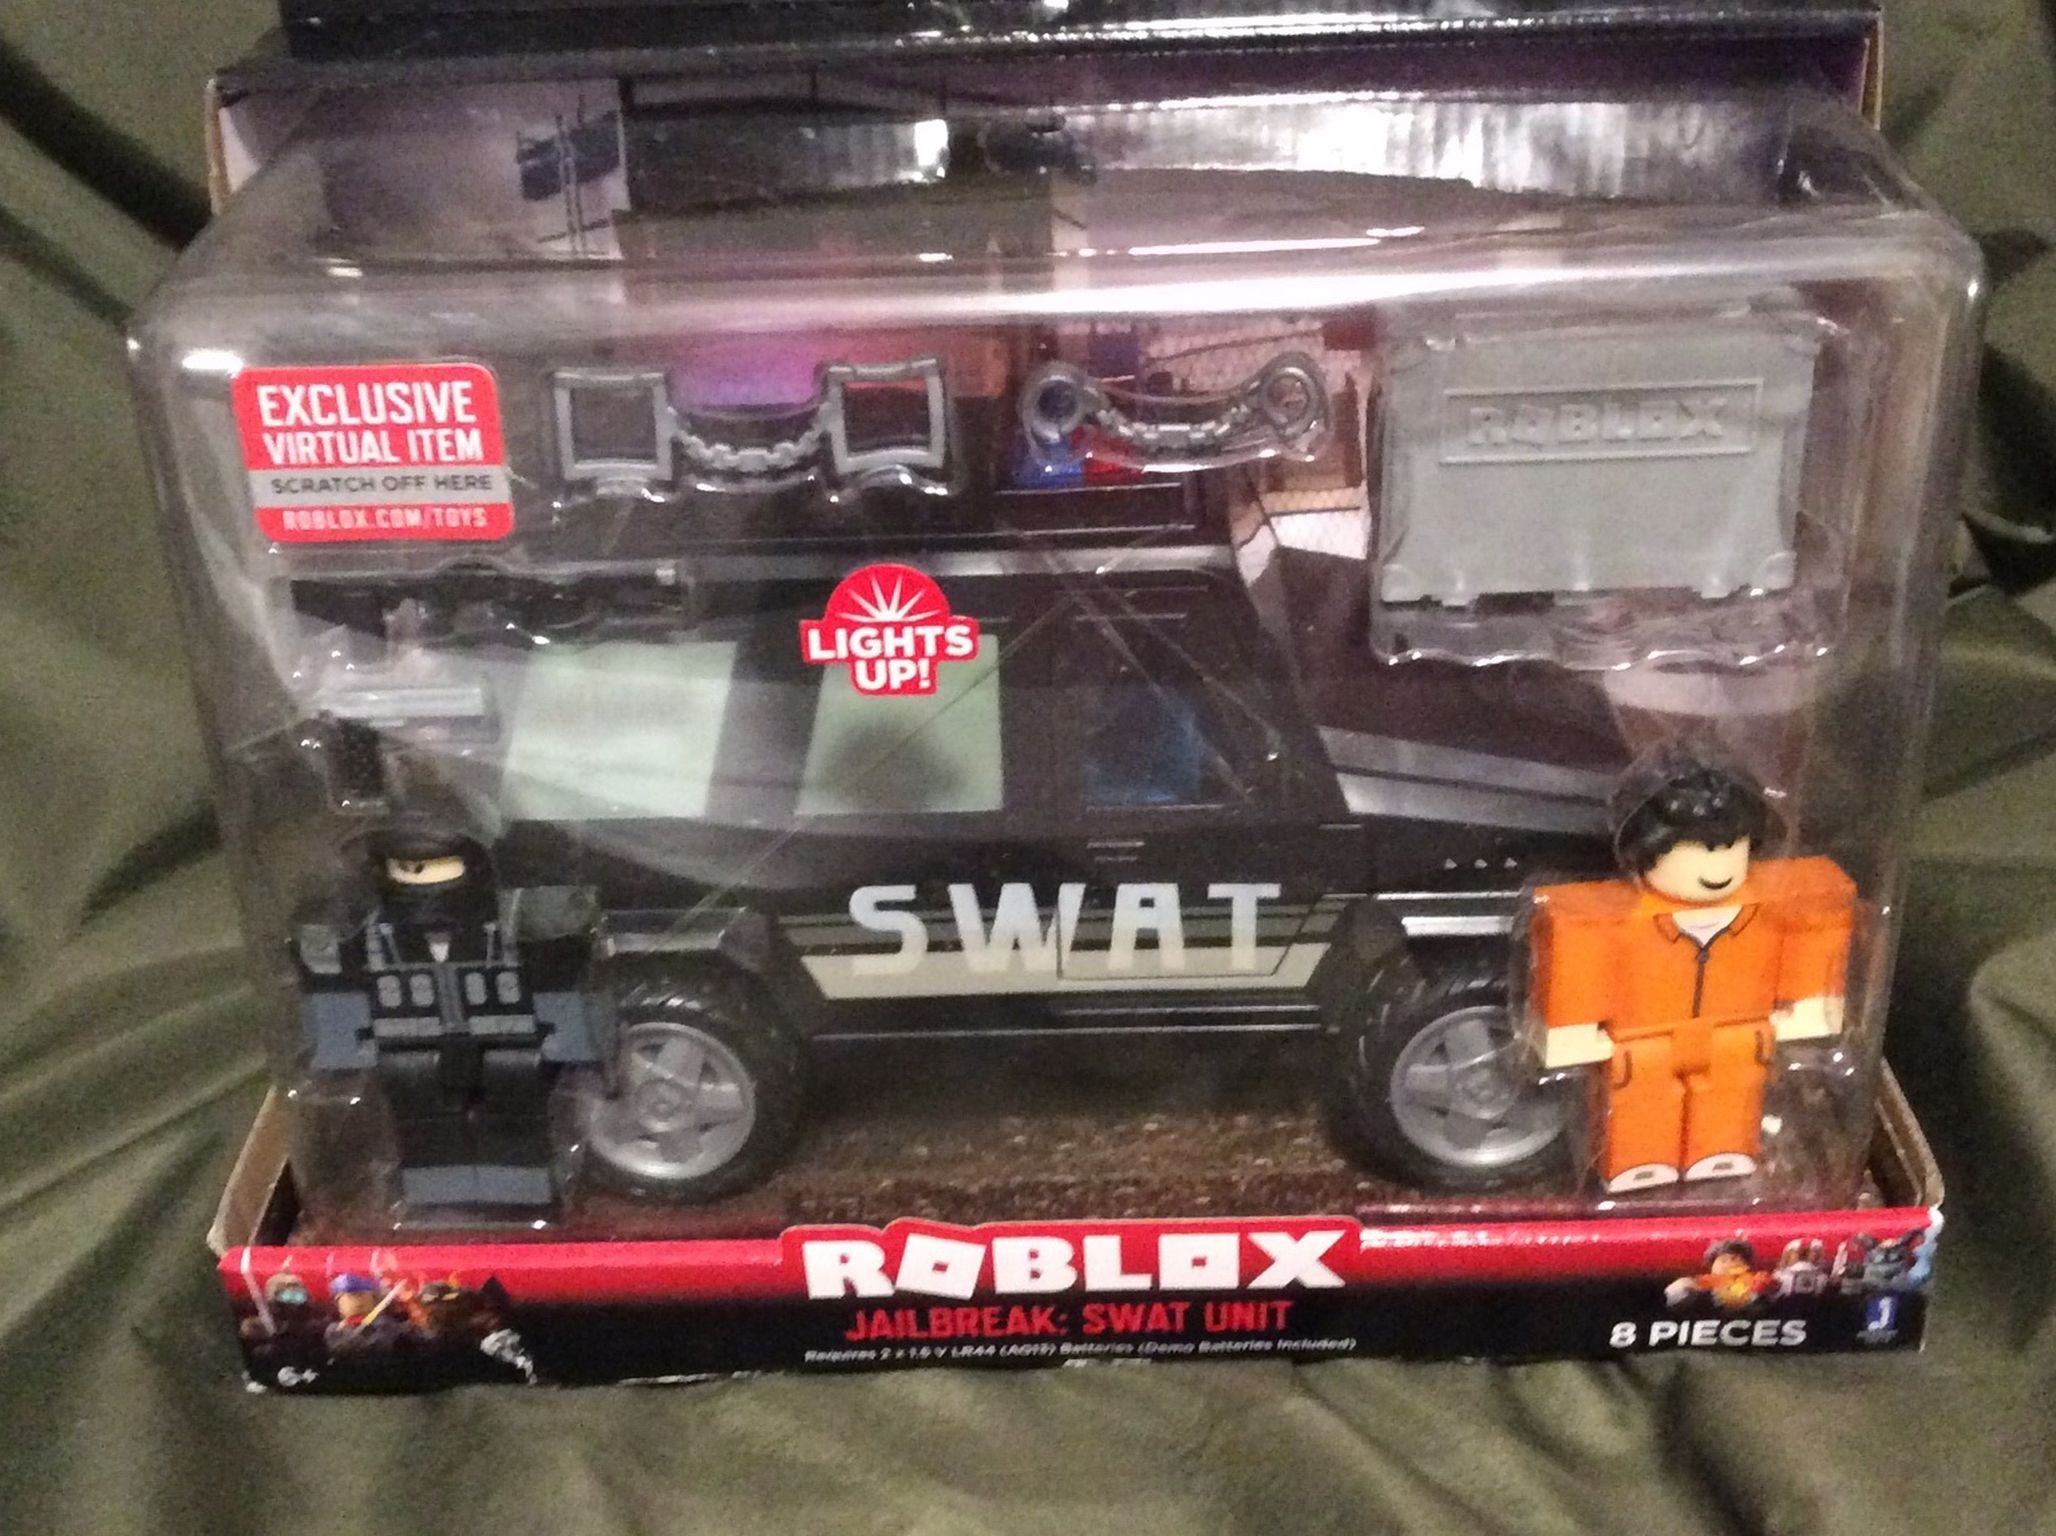 EXCLUSIVE
VIRTUAL ITEM
SCRATCH OFF HERE
ROBLOX.COM/TOYS
ROBLOX
LIGHTS
UP!
SWAT
ROBLOX
JAILBREAK: SWAT UNIT
Requires 2 x 1.5 V LR44 (AG13) Batteries (Demo Batteries Included)
6+
8 PIECES